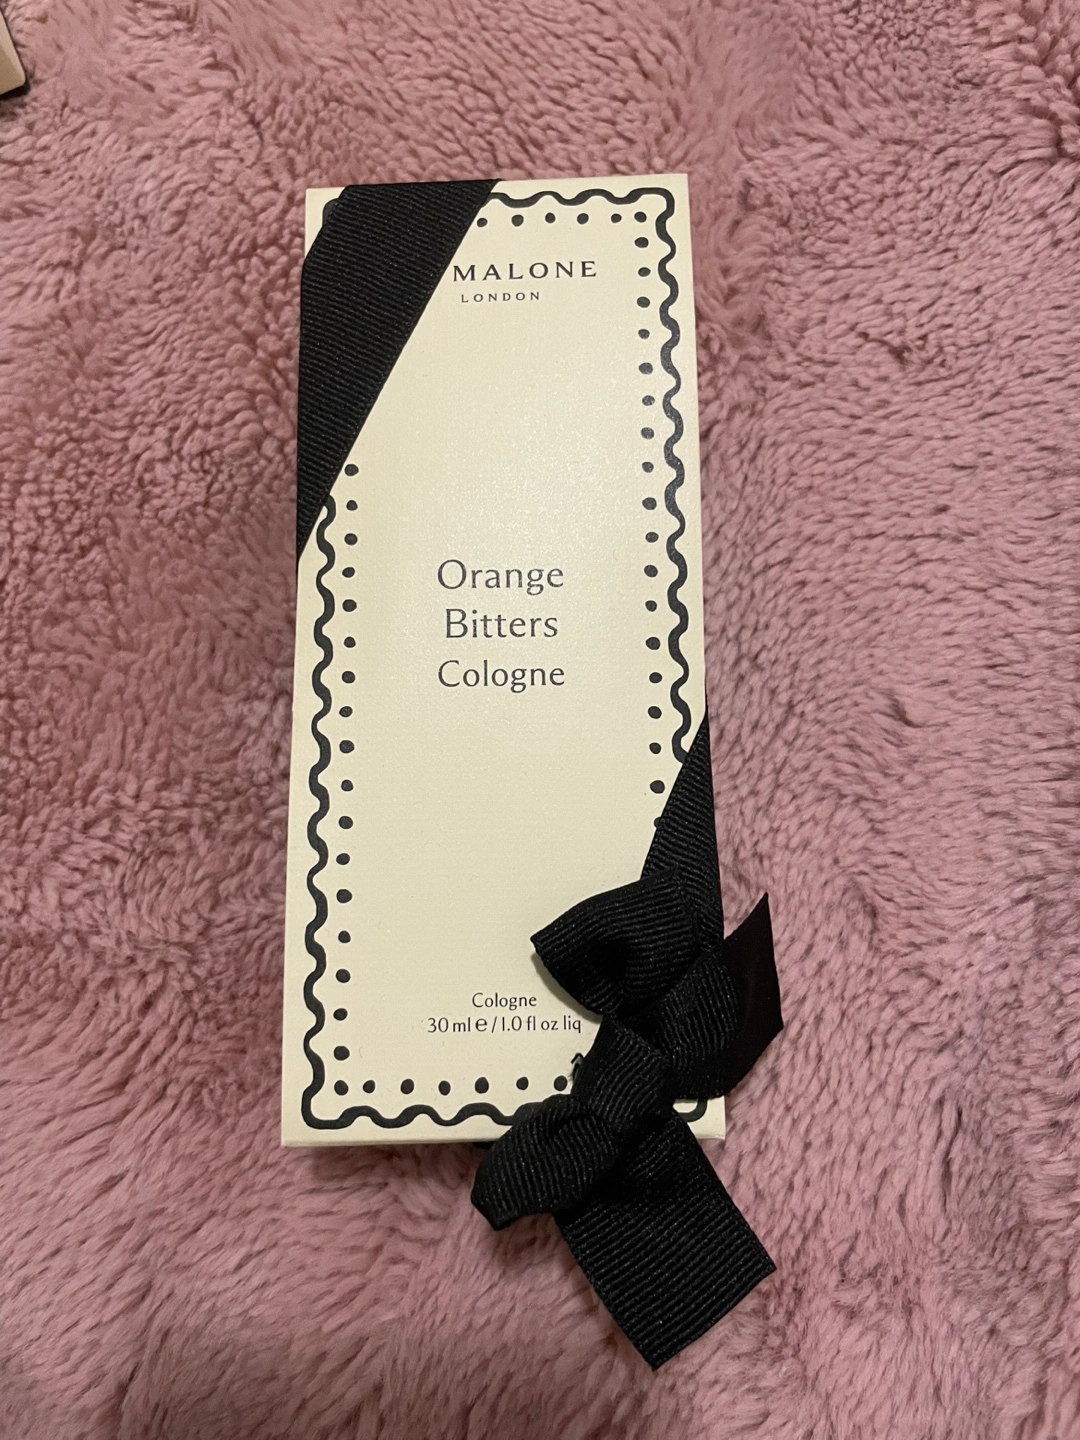 MALONE
LONDON
Orange
Bitters
Cologne
Cologne
30 ml ℮ / 1.0 fl oz liq